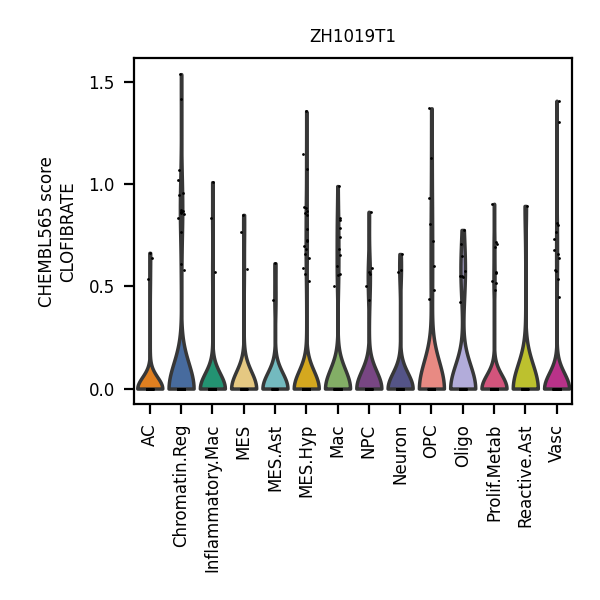 ZH1019T1
CHEMBL565 score
CLOFIBRATE
1.5
1.0
0.5
0.0
AC
Chromatin.Reg
Inflammatory.Mac
MES
MES.Ast
MES.Hyp
Mac
NPC
Neuron
OPC
Oligo
Prolif.Metab
Reactive.Ast
Vasc